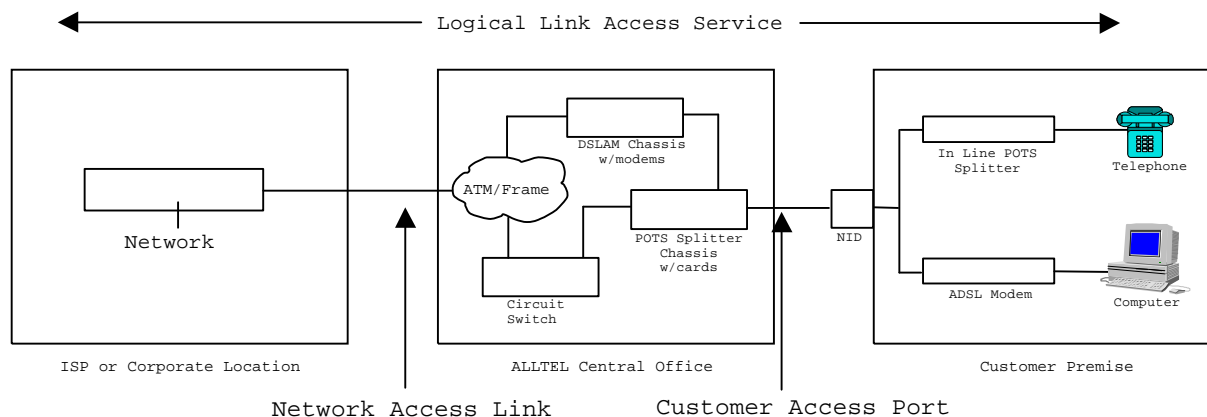 Logical Link Access Service
Network
ISP or Corporate Location
DSLAM Chassis
w/modems
ATM/Frame
POTS Splitter
Chassis
w/cards
Circuit
Switch
ALLTEL Central Office
NID
In Line POTS
Splitter
Telephone
ADSL Modem
Computer
Customer Premise
Network Access Link
Customer Access Port